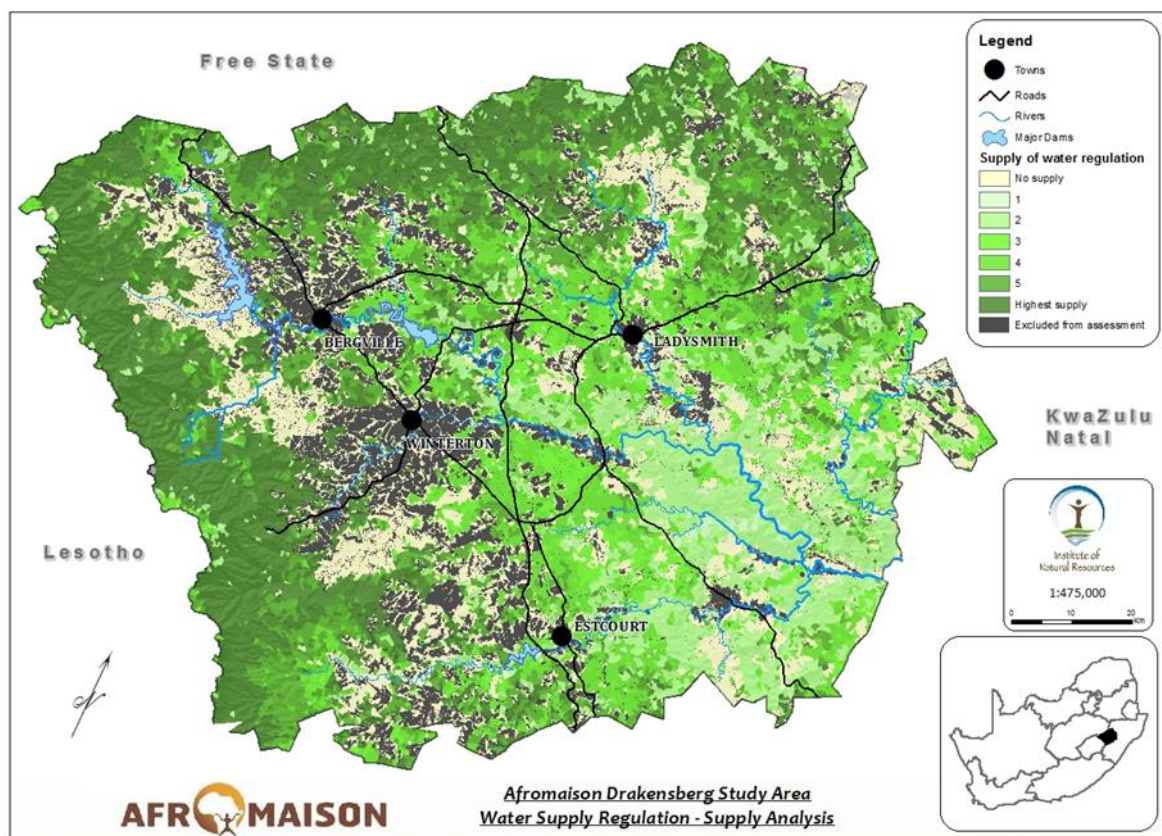 Free State
Legend
Towns
Roads
Rivers
Major Dams
Supply of water regulation
No supply
1
2
3
4
5
Highest supply
Excluded from assessment
BERGVILLE
LADYSMITH
WINTERTON
KwaZulu
Natal
Lesotho
Institute of
Natural Resources
1:475,000
0 10 20
Km
ESTCOURT
N
AFROMAISON
Afromaison Drakensberg Study Area
Water Supply Regulation - Supply Analysis